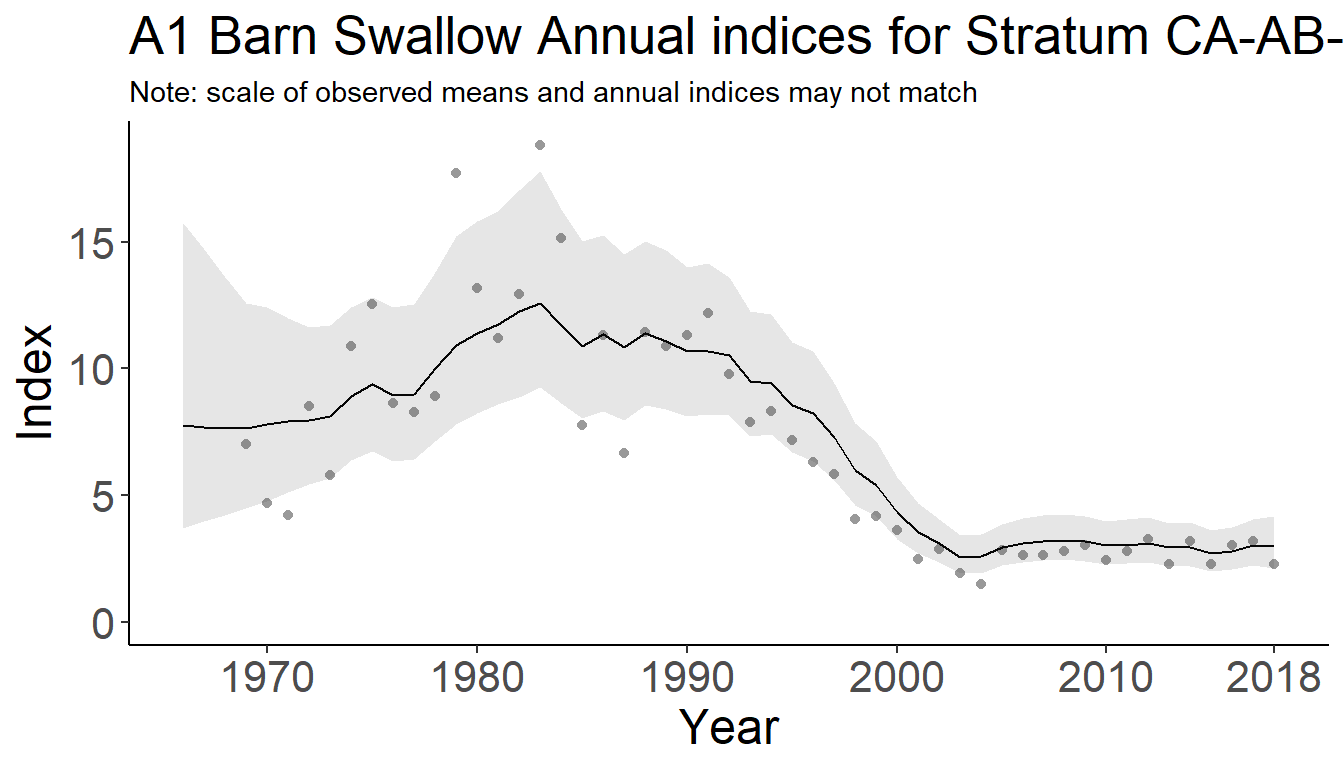 A1 Barn Swallow Annual indices for Stratum CA-AB-
Note: scale of observed means and annual indices may not match
Index
15
10
5
0
1970 1980 1990 2000 2010 2018
Year